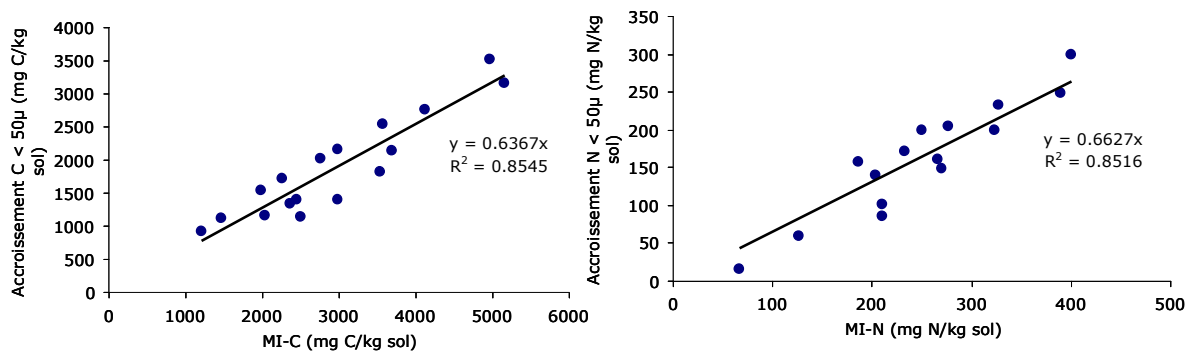 Accroissement C < 50µ (mg C/kg
sol)
4000
3500
3000
2500
2000
1500
1000
500
0
y = 0.6367x
R² = 0.8545
0 1000 2000 3000 4000 5000 6000
MI-C (mg C/kg sol)
Accroissement N < 50µ (mg N/kg
sol)
350
300
250
200
150
100
50
0
y = 0.6627x
R² = 0.8516
0 100 200 300 400 500
MI-N (mg N/kg sol)